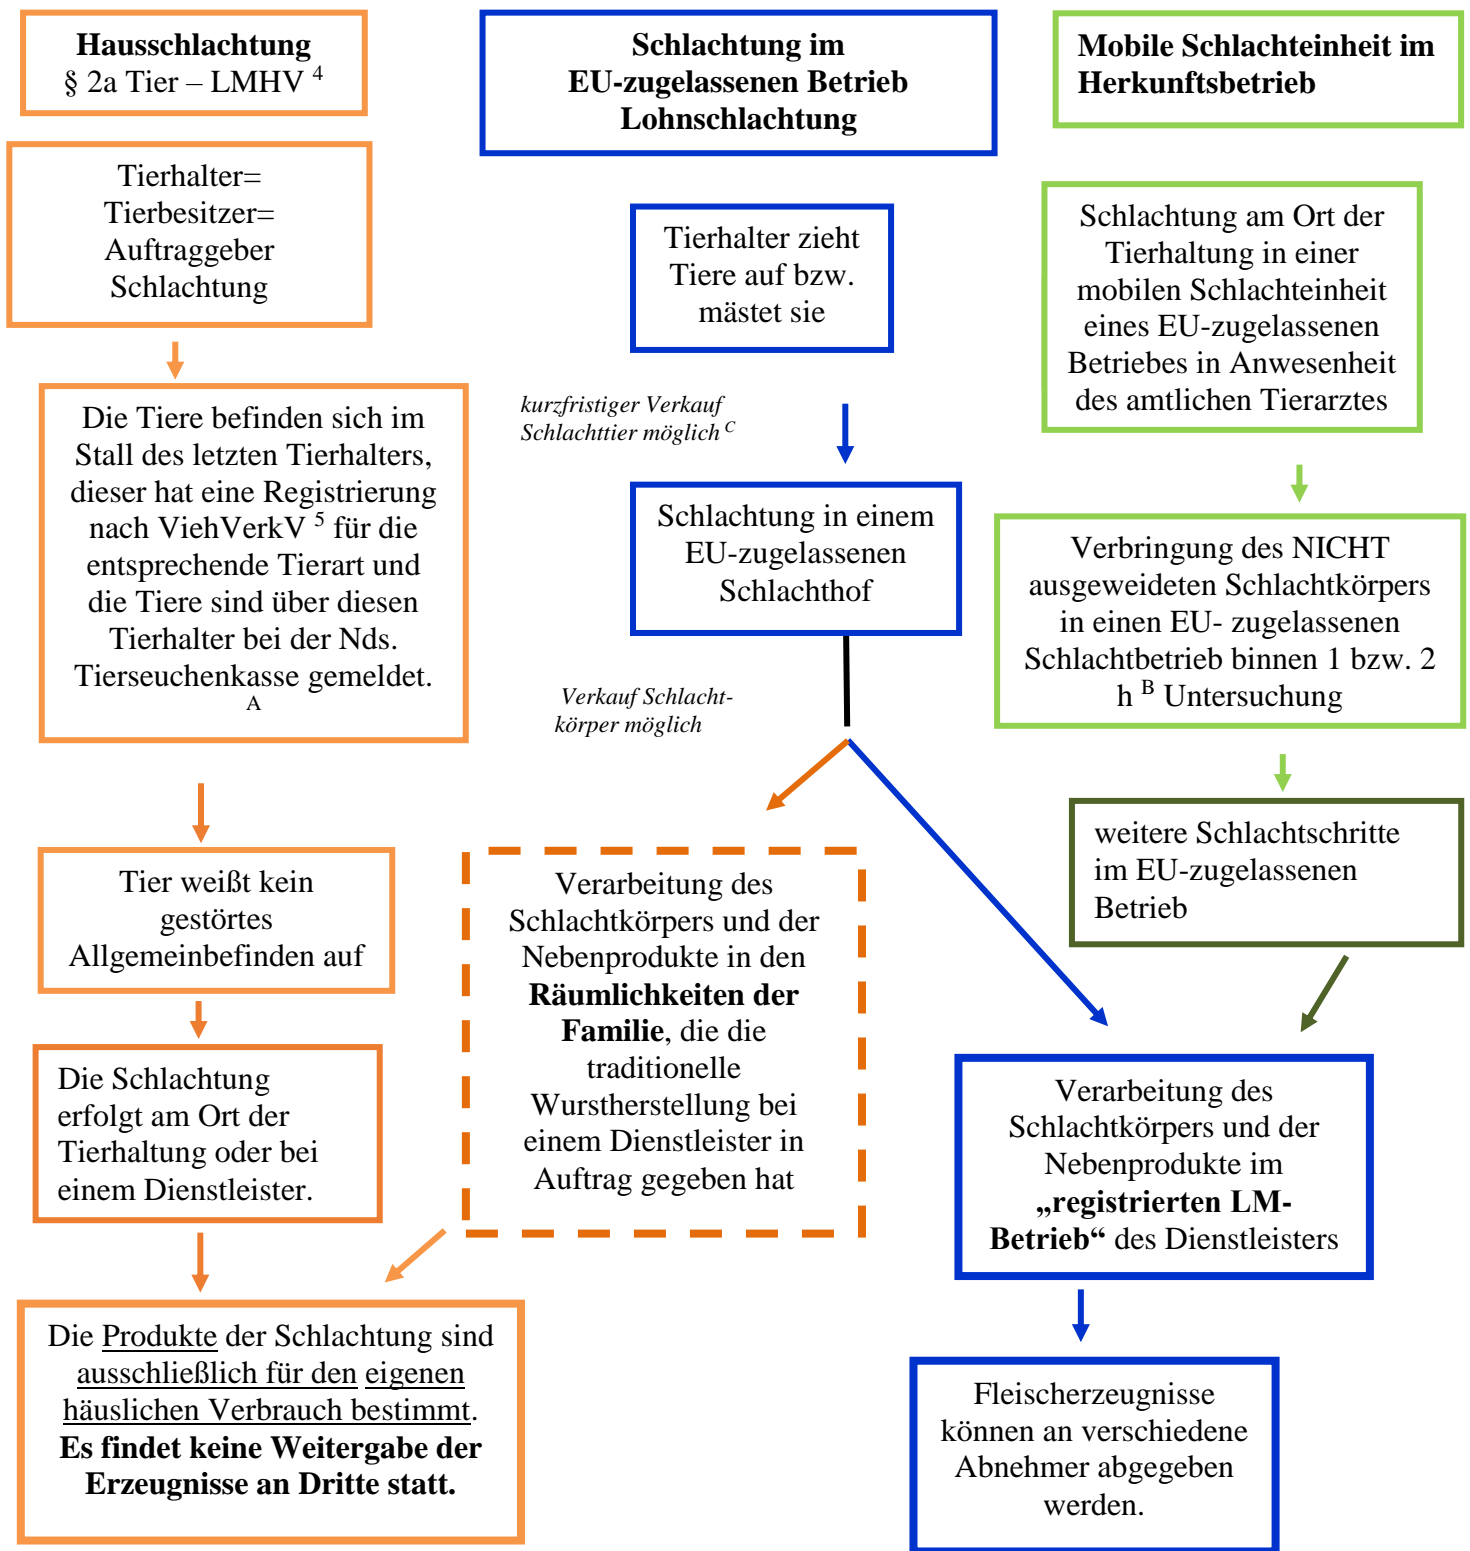 Hausschlachtung
§ 2a Tier – LMHV 4
Tierhalter=
Tierbesitzer=
Auftraggeber
Schlachtung
Die Tiere befinden sich im
Stall des letzten Tierhalters,
dieser hat eine Registrierung
nach ViehVerkV 5 für die
entsprechende Tierart und
die Tiere sind über diesen
Tierhalter bei der Nds.
Tierseuchenkasse gemeldet.
A
Tier weißt kein
gestörtes
Allgemeinbefinden auf
Die Schlachtung
erfolgt am Ort der
Tierhaltung oder bei
einem Dienstleister.
Die Produkte der Schlachtung sind
ausschließlich für den eigenen
häuslichen Verbrauch bestimmt.
Es findet keine Weitergabe der
Erzeugnisse an Dritte statt.
Schlachtung im
EU-zugelassenen Betrieb
Lohnschlachtung
Tierhalter zieht
Tiere auf bzw.
mästet sie
kurzfristiger Verkauf
Schlachttier möglich C
Schlachtung in einem
EU-zugelassenen
Schlachthof
Verkauf Schlacht-
körper möglich
Verarbeitung des
Schlachtkörpers und der
Nebenprodukte in den
Räumlichkeiten der
Familie, die die
traditionelle
Wurstherstellung bei
einem Dienstleister in
Auftrag gegeben hat
Mobile Schlachteinheit im
Herkunftsbetrieb
Schlachtung am Ort der
Tierhaltung in einer
mobilen Schlachteinheit
eines EU-zugelassenen
Betriebes in Anwesenheit
des amtlichen Tierarztes
Verbringung des NICHT
ausgeweideten Schlachtkörpers
in einen EU- zugelassenen
Schlachtbetrieb binnen 1 bzw. 2
h B Untersuchung
weitere Schlachtschritte
im EU-zugelassenen
Betrieb
Verarbeitung des
Schlachtkörpers und der
Nebenprodukte im
„registrierten LM-
Betrieb“ des Dienstleisters
Fleischerzeugnisse
können an verschiedene
Abnehmer abgegeben
werden.